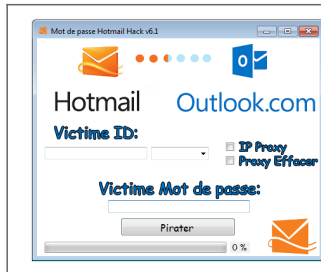 Mot de passe Hotmail Hack v6.1
Hotmail Outlook.com
Victime ID:
IP Proxy
Proxy Effacer
Victime Mot de passe:
Pirater
0 %